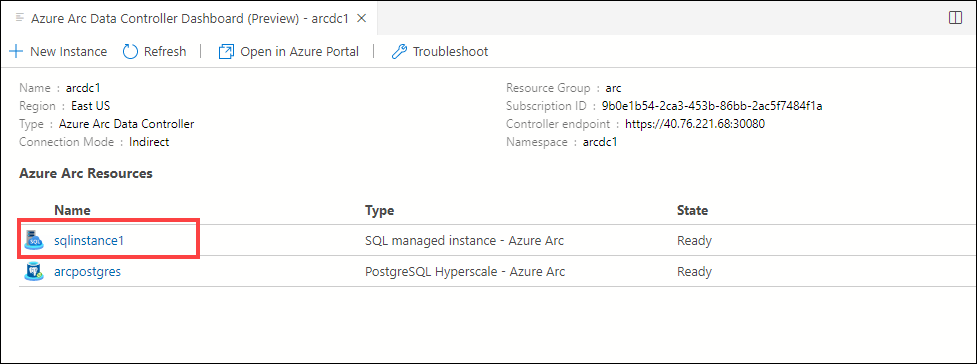 Azure Arc Data Controller Dashboard (Preview) - arcdc1
New Instance Refresh Open in Azure Portal Troubleshoot
Name : arcdc1 Resource Group : arc
Region : East US Subscription ID : 9b0e1b54-2ca3-453b-86bb-2ac5f7484f1a
Type : Azure Arc Data Controller Controller endpoint : https://40.76.221.68:30080
Connection Mode : Indirect Namespace : arcdc1
Azure Arc Resources
Name Type State
SQL sqlinstance1 SQL managed instance - Azure Arc Ready
arcpostgres PostgreSQL Hyperscale - Azure Arc Ready